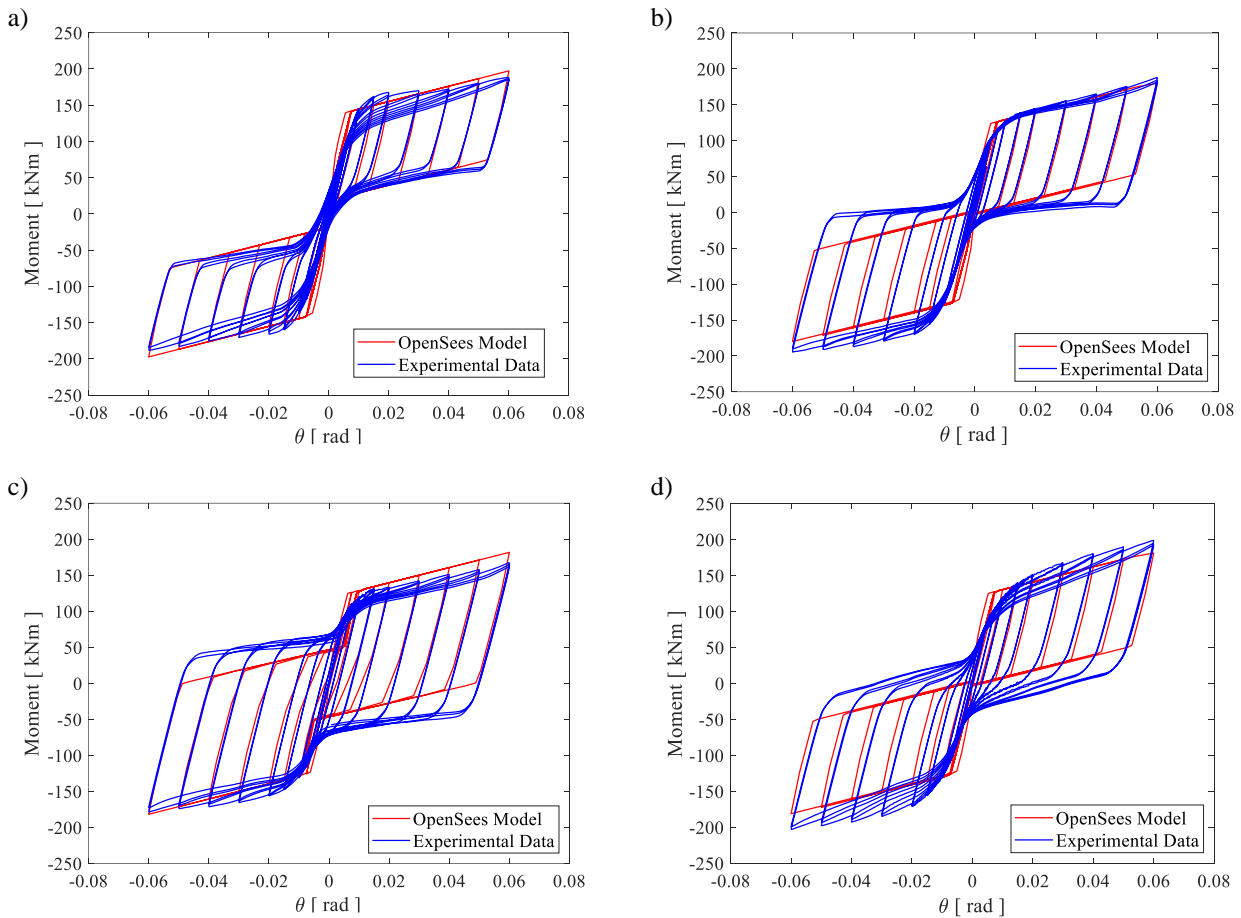 a)
250
200
150
100
50
0
-50
-100
-150
-200
-250
Moment [ kNm ]
-0.08 -0.06 -0.04 -0.02 0 0.02 0.04 0.06 0.08
θ [ rad ]
OpenSees Model
Experimental Data
b)
250
200
150
100
50
0
-50
-100
-150
-200
-250
Moment [ kNm ]
-0.08 -0.06 -0.04 -0.02 0 0.02 0.04 0.06 0.08
θ [ rad ]
OpenSees Model
Experimental Data
c)
250
200
150
100
50
0
-50
-100
-150
-200
-250
Moment [ kNm ]
-0.08 -0.06 -0.04 -0.02 0 0.02 0.04 0.06 0.08
θ [ rad ]
OpenSees Model
Experimental Data
d)
250
200
150
100
50
0
-50
-100
-150
-200
-250
Moment [ kNm ]
-0.08 -0.06 -0.04 -0.02 0 0.02 0.04 0.06 0.08
θ [ rad ]
OpenSees Model
Experimental Data